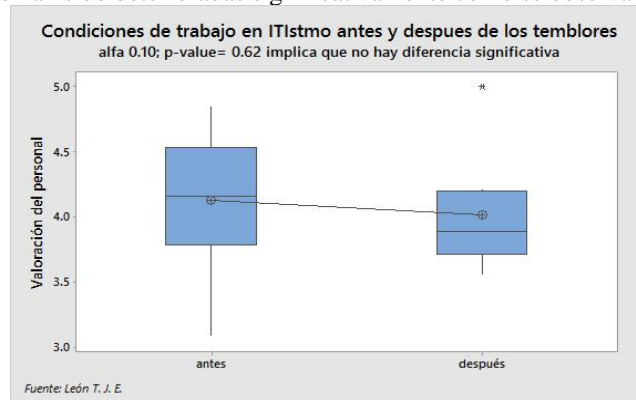 Condiciones de trabajo en ITIstmo antes y despues de los temblores
alfa 0.10; p-value= 0.62 implica que no hay diferencia significativa
5.0
4.5
4.0
3.5
3.0
Valoración del personal
antes
después
Fuente: León T. J. E.